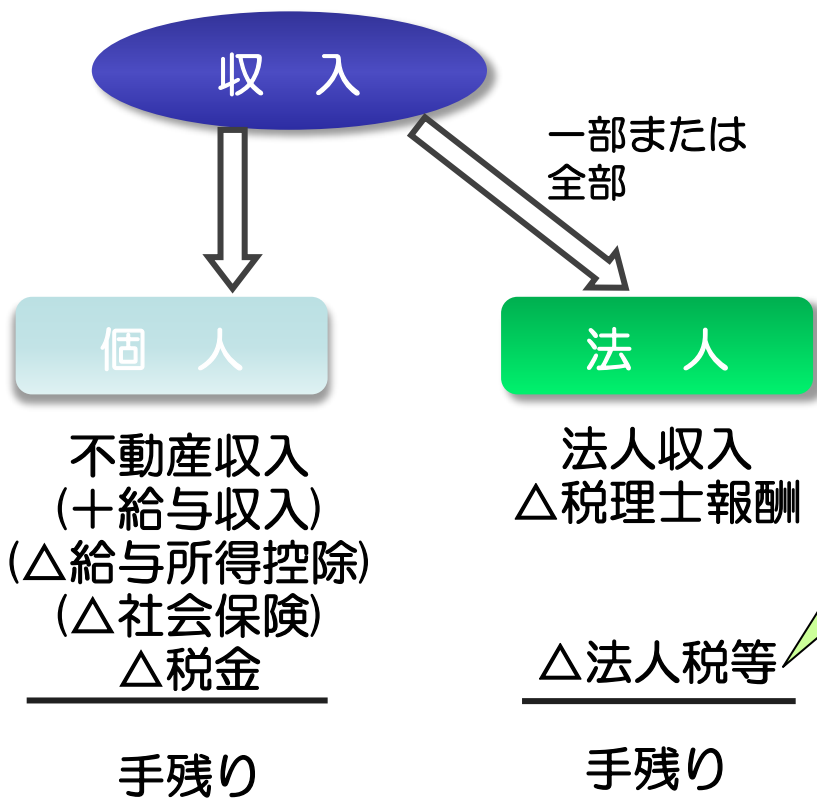 収　入
一部または
全部
個　人
不動産収入
(＋給与収入)
(△給与所得控除)
(△社会保険)
△税金
手残り
法　人
法人収入
△税理士報酬
△法人税等
手残り